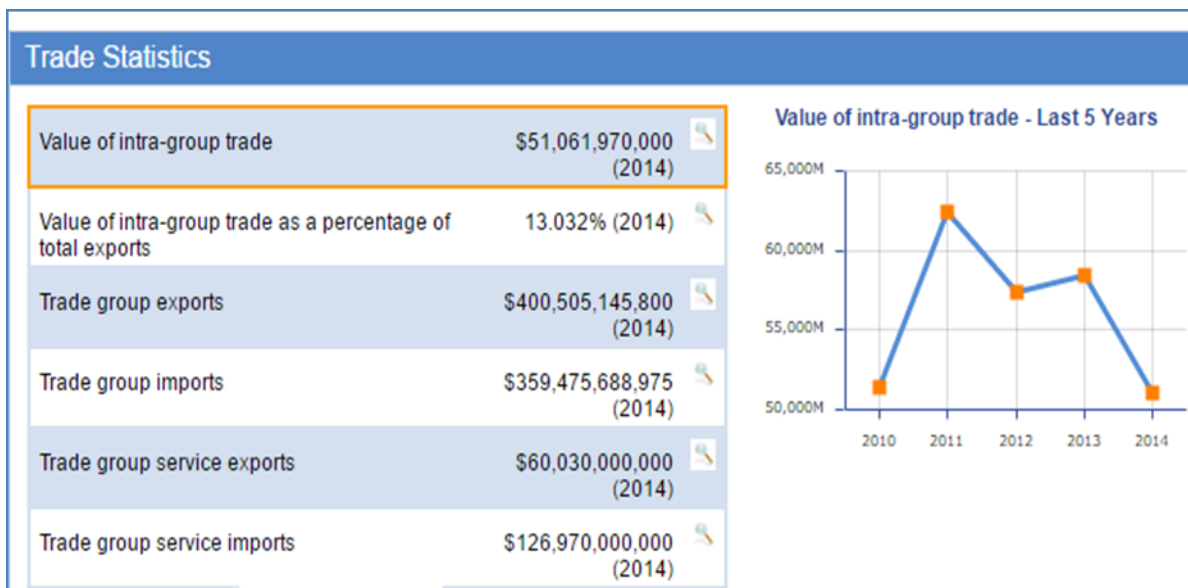 Trade Statistics
Value of intra-group trade
$51,061,970,000
(2014)
Value of intra-group trade as a percentage of
total exports
13.032% (2014)
Trade group exports
$400,505,145,800
(2014)
Trade group imports
$359,475,688,975
(2014)
Trade group service exports
$60,030,000,000
(2014)
Trade group service imports
$126,970,000,000
(2014)
Value of intra-group trade - Last 5 Years
65,000M
60,000M
55,000M
50,000M
2010 2011 2012 2013 2014